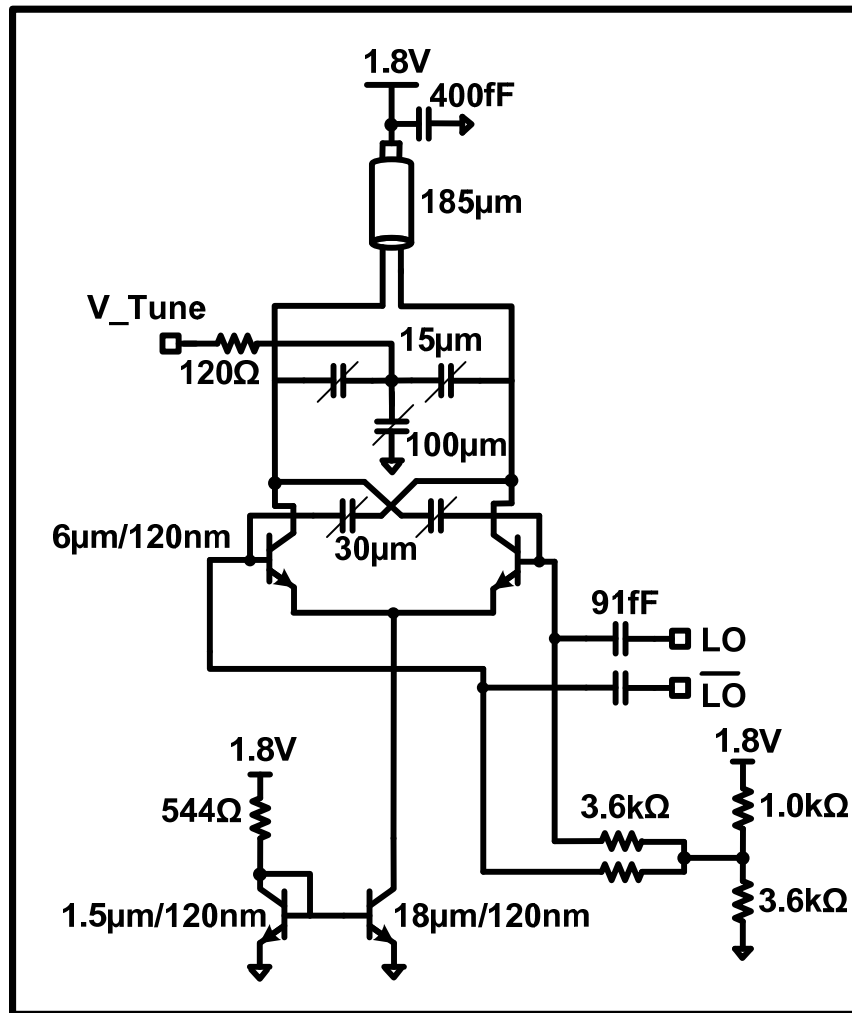 1.8V
400fF
185µm
V_Tune
15µm
120Ω
100µm
6µm/120nm
30µm
91fF
LO
L̅O̅
1.8V
1.8V
544Ω
3.6kΩ
1.0kΩ
1.5µm/120nm
18µm/120nm
3.6kΩ